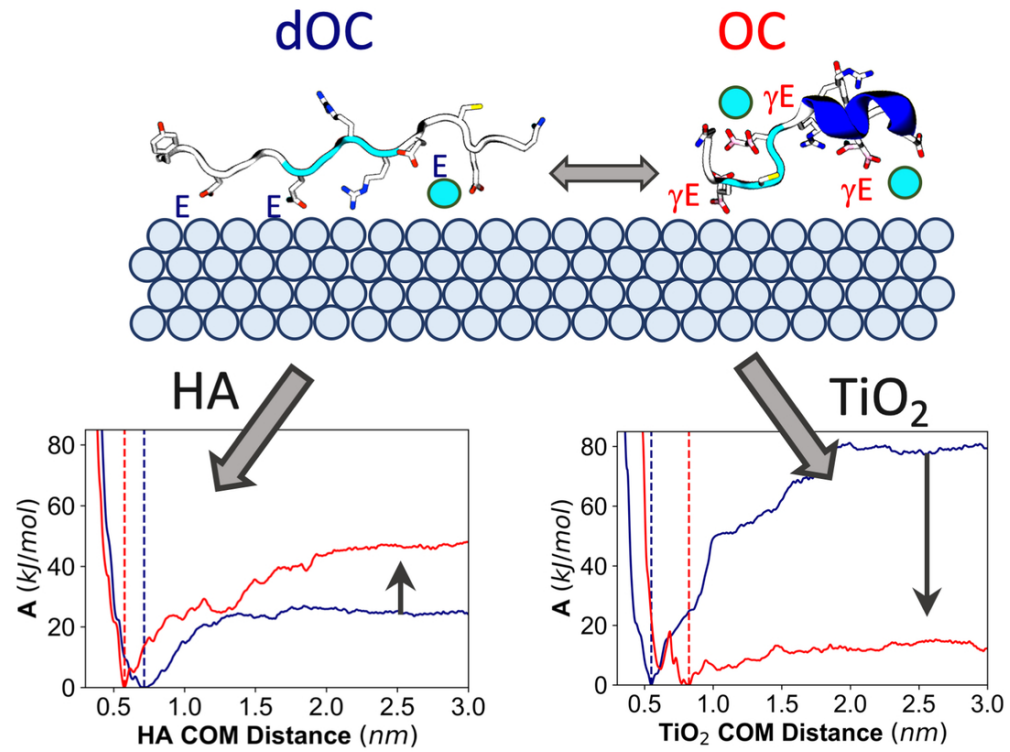 dOC
OC
γE
E
E
E
γE
γE
HA
TiO₂
80
60
40
20
0
A (kJ/mol)
0.5 1.0 1.5 2.0 2.5 3.0
HA COM Distance (nm)
80
60
40
20
0
A (kJ/mol)
0.5 1.0 1.5 2.0 2.5 3.0
TiO₂ COM Distance (nm)